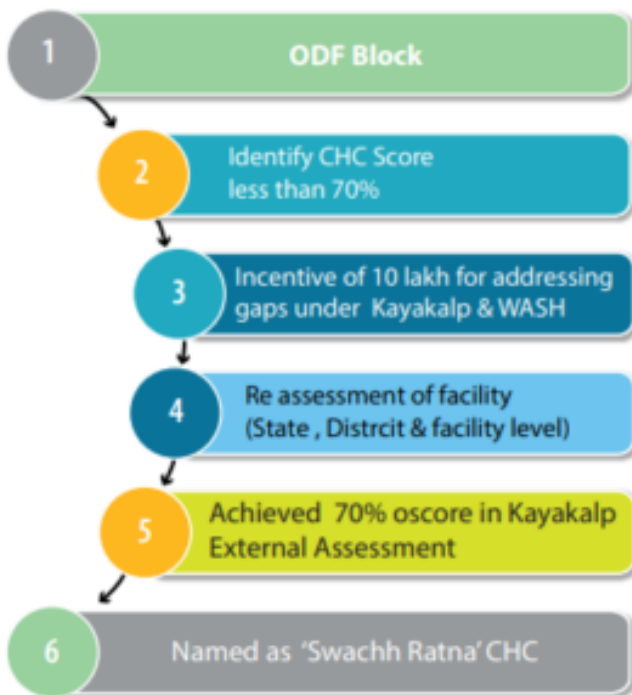 1
ODF Block
2
Identify CHC Score
less than 70%
3
Incentive of 10 lakh for addressing
gaps under Kayakalp & WASH
4
Re assessment of facility
(State , Distrcit & facility level)
5
Achieved 70% oscore in Kayakalp
External Assessment
6
Named as ‘Swachh Ratna’ CHC